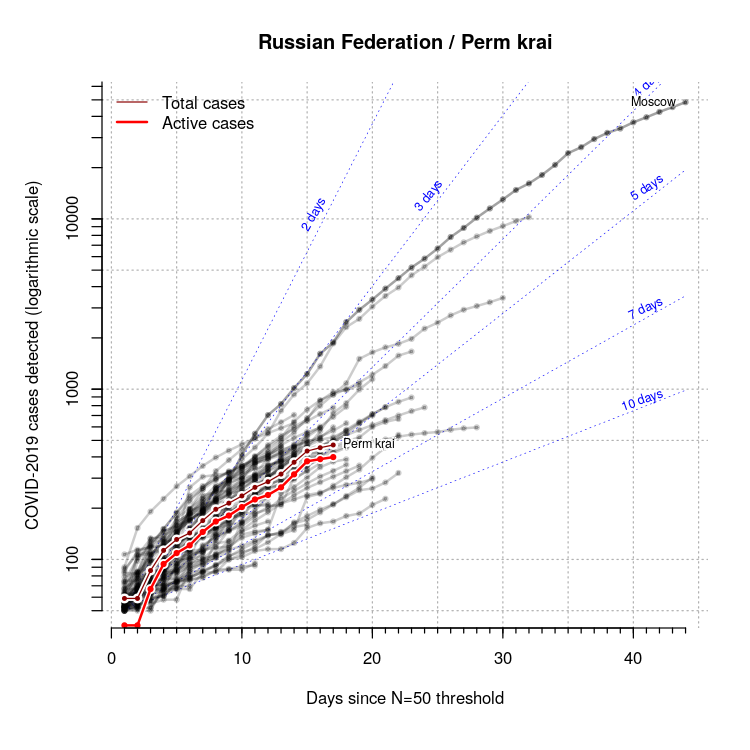 Russian Federation / Perm krai
Total cases
Active cases
Moscow
2 days
3 days
4 da
5 days
7 days
10 days
Perm krai
COVID-2019 cases detected (logarithmic scale)
10000
1000
100
0 10 20 30 40
Days since N=50 threshold